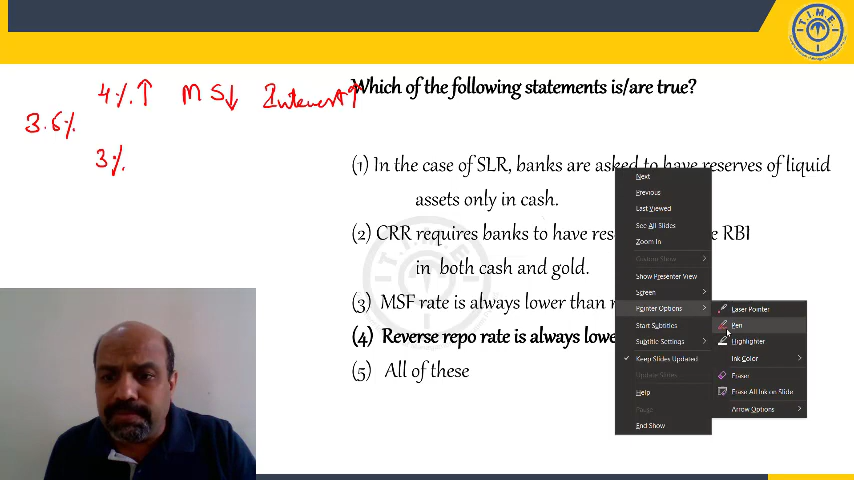 T.I.M.E.
4% ↑ M S↓ Interest ↑
3.6%
3%
Which of the following statements is/are true?
(1) In the case of SLR, banks are asked to have reserves of liquid
assets only in cash.
(2) CRR requires banks to have RBI
in both cash and gold.
(3) MSF rate is always lower than
(4) Reverse repo rate is always
(5) All of these
Next
Previous
Last Viewed
See All Slides
Zoom In
Custom Show
Show Presenter View
Screen
Pointer Options
Start Subtitles
Subtitle Settings
Keep Slides Updated
Update Slides
Help
Pause
End Show
Laser Pointer
Pen
Highlighter
Ink Color
Eraser
Erase All Ink on Slide
Arrow Options